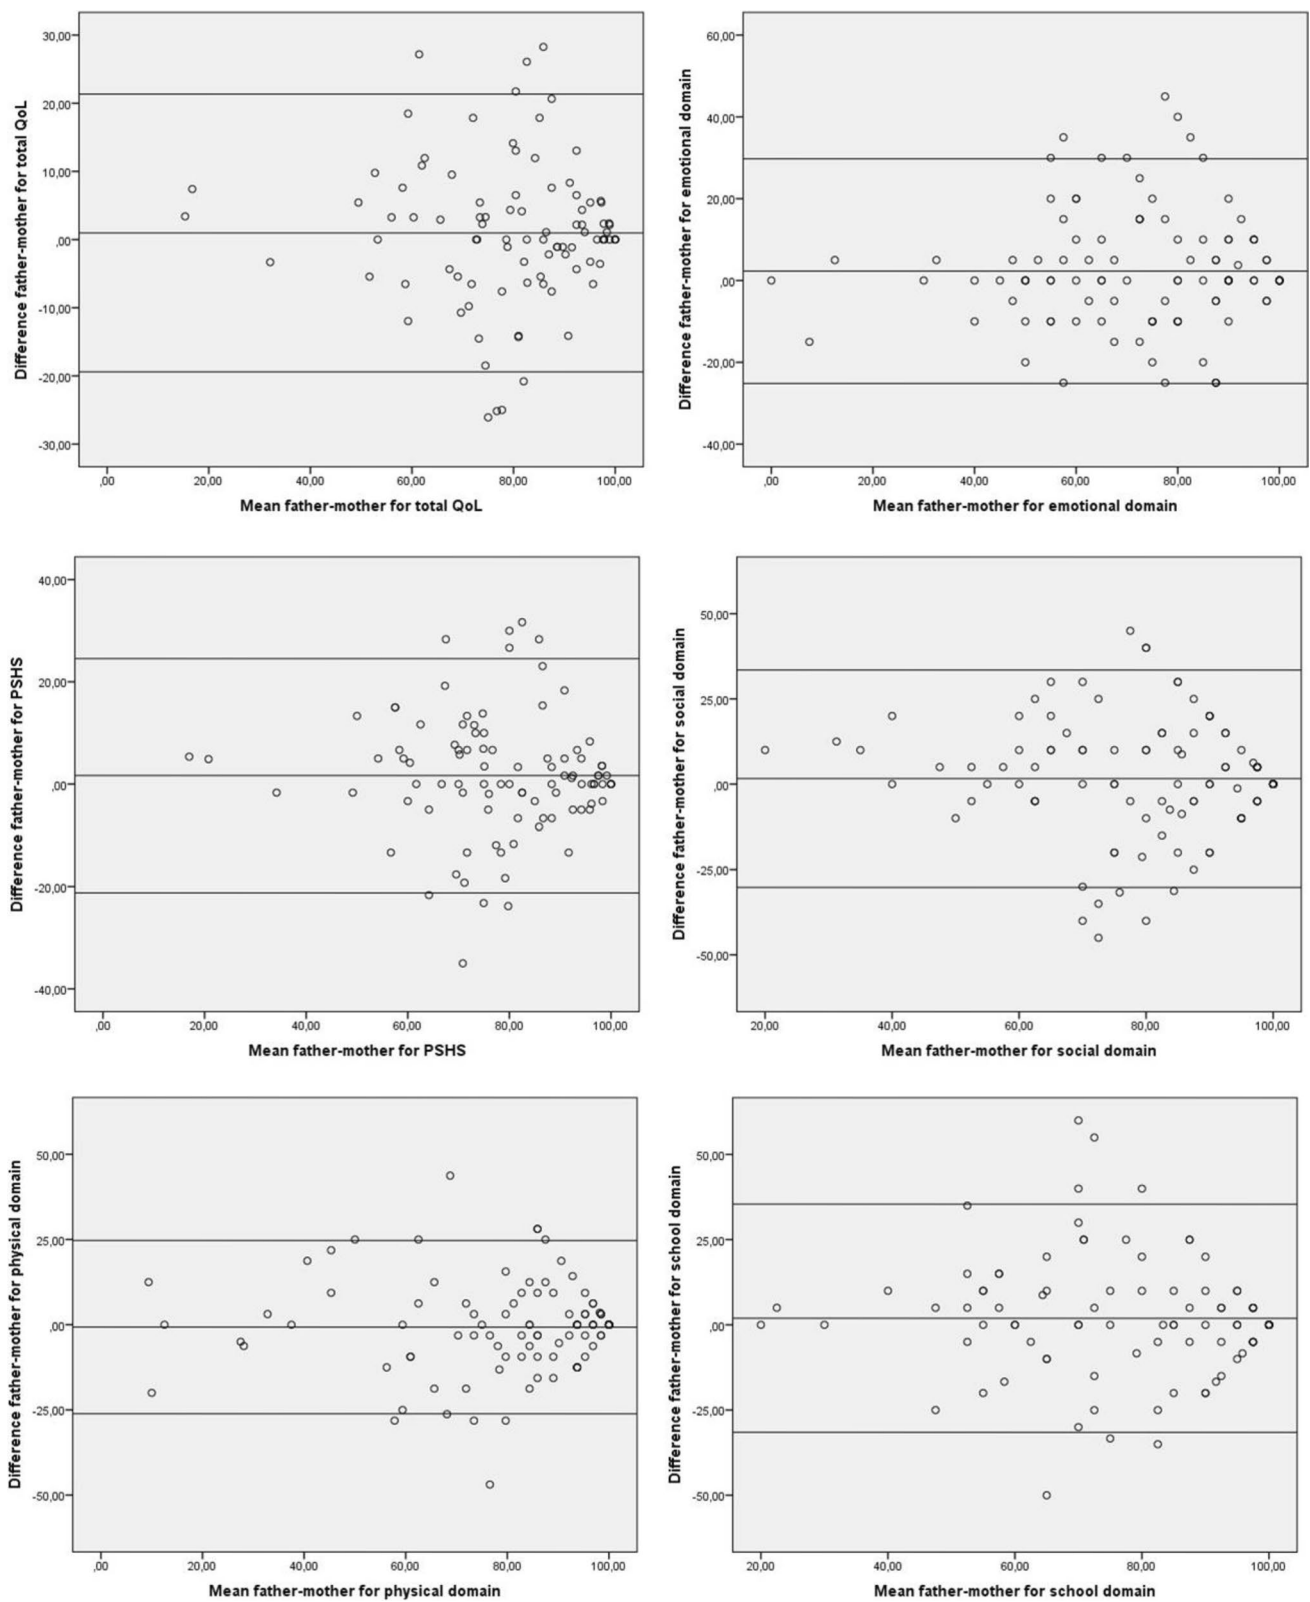 Difference father-mother for total QoL
30,00
20,00
10,00
,00
-10,00
-20,00
-30,00
,00 20,00 40,00 60,00 80,00 100,00
Mean father-mother for total QoL
Difference father-mother for emotional domain
60,00
40,00
20,00
,00
-20,00
-40,00
,00 20,00 40,00 60,00 80,00 100,00
Mean father-mother for emotional domain
Difference father-mother for PSHS
40,00
20,00
,00
-20,00
-40,00
,00 20,00 40,00 60,00 80,00 100,00
Mean father-mother for PSHS
Difference father-mother for social domain
50,00
25,00
,00
-25,00
-50,00
20,00 40,00 60,00 80,00 100,00
Mean father-mother for social domain
Difference father-mother for physical domain
50,00
25,00
,00
-25,00
-50,00
,00 20,00 40,00 60,00 80,00 100,00
Mean father-mother for physical domain
Difference father-mother for school domain
50,00
25,00
,00
-25,00
-50,00
20,00 40,00 60,00 80,00 100,00
Mean father-mother for school domain